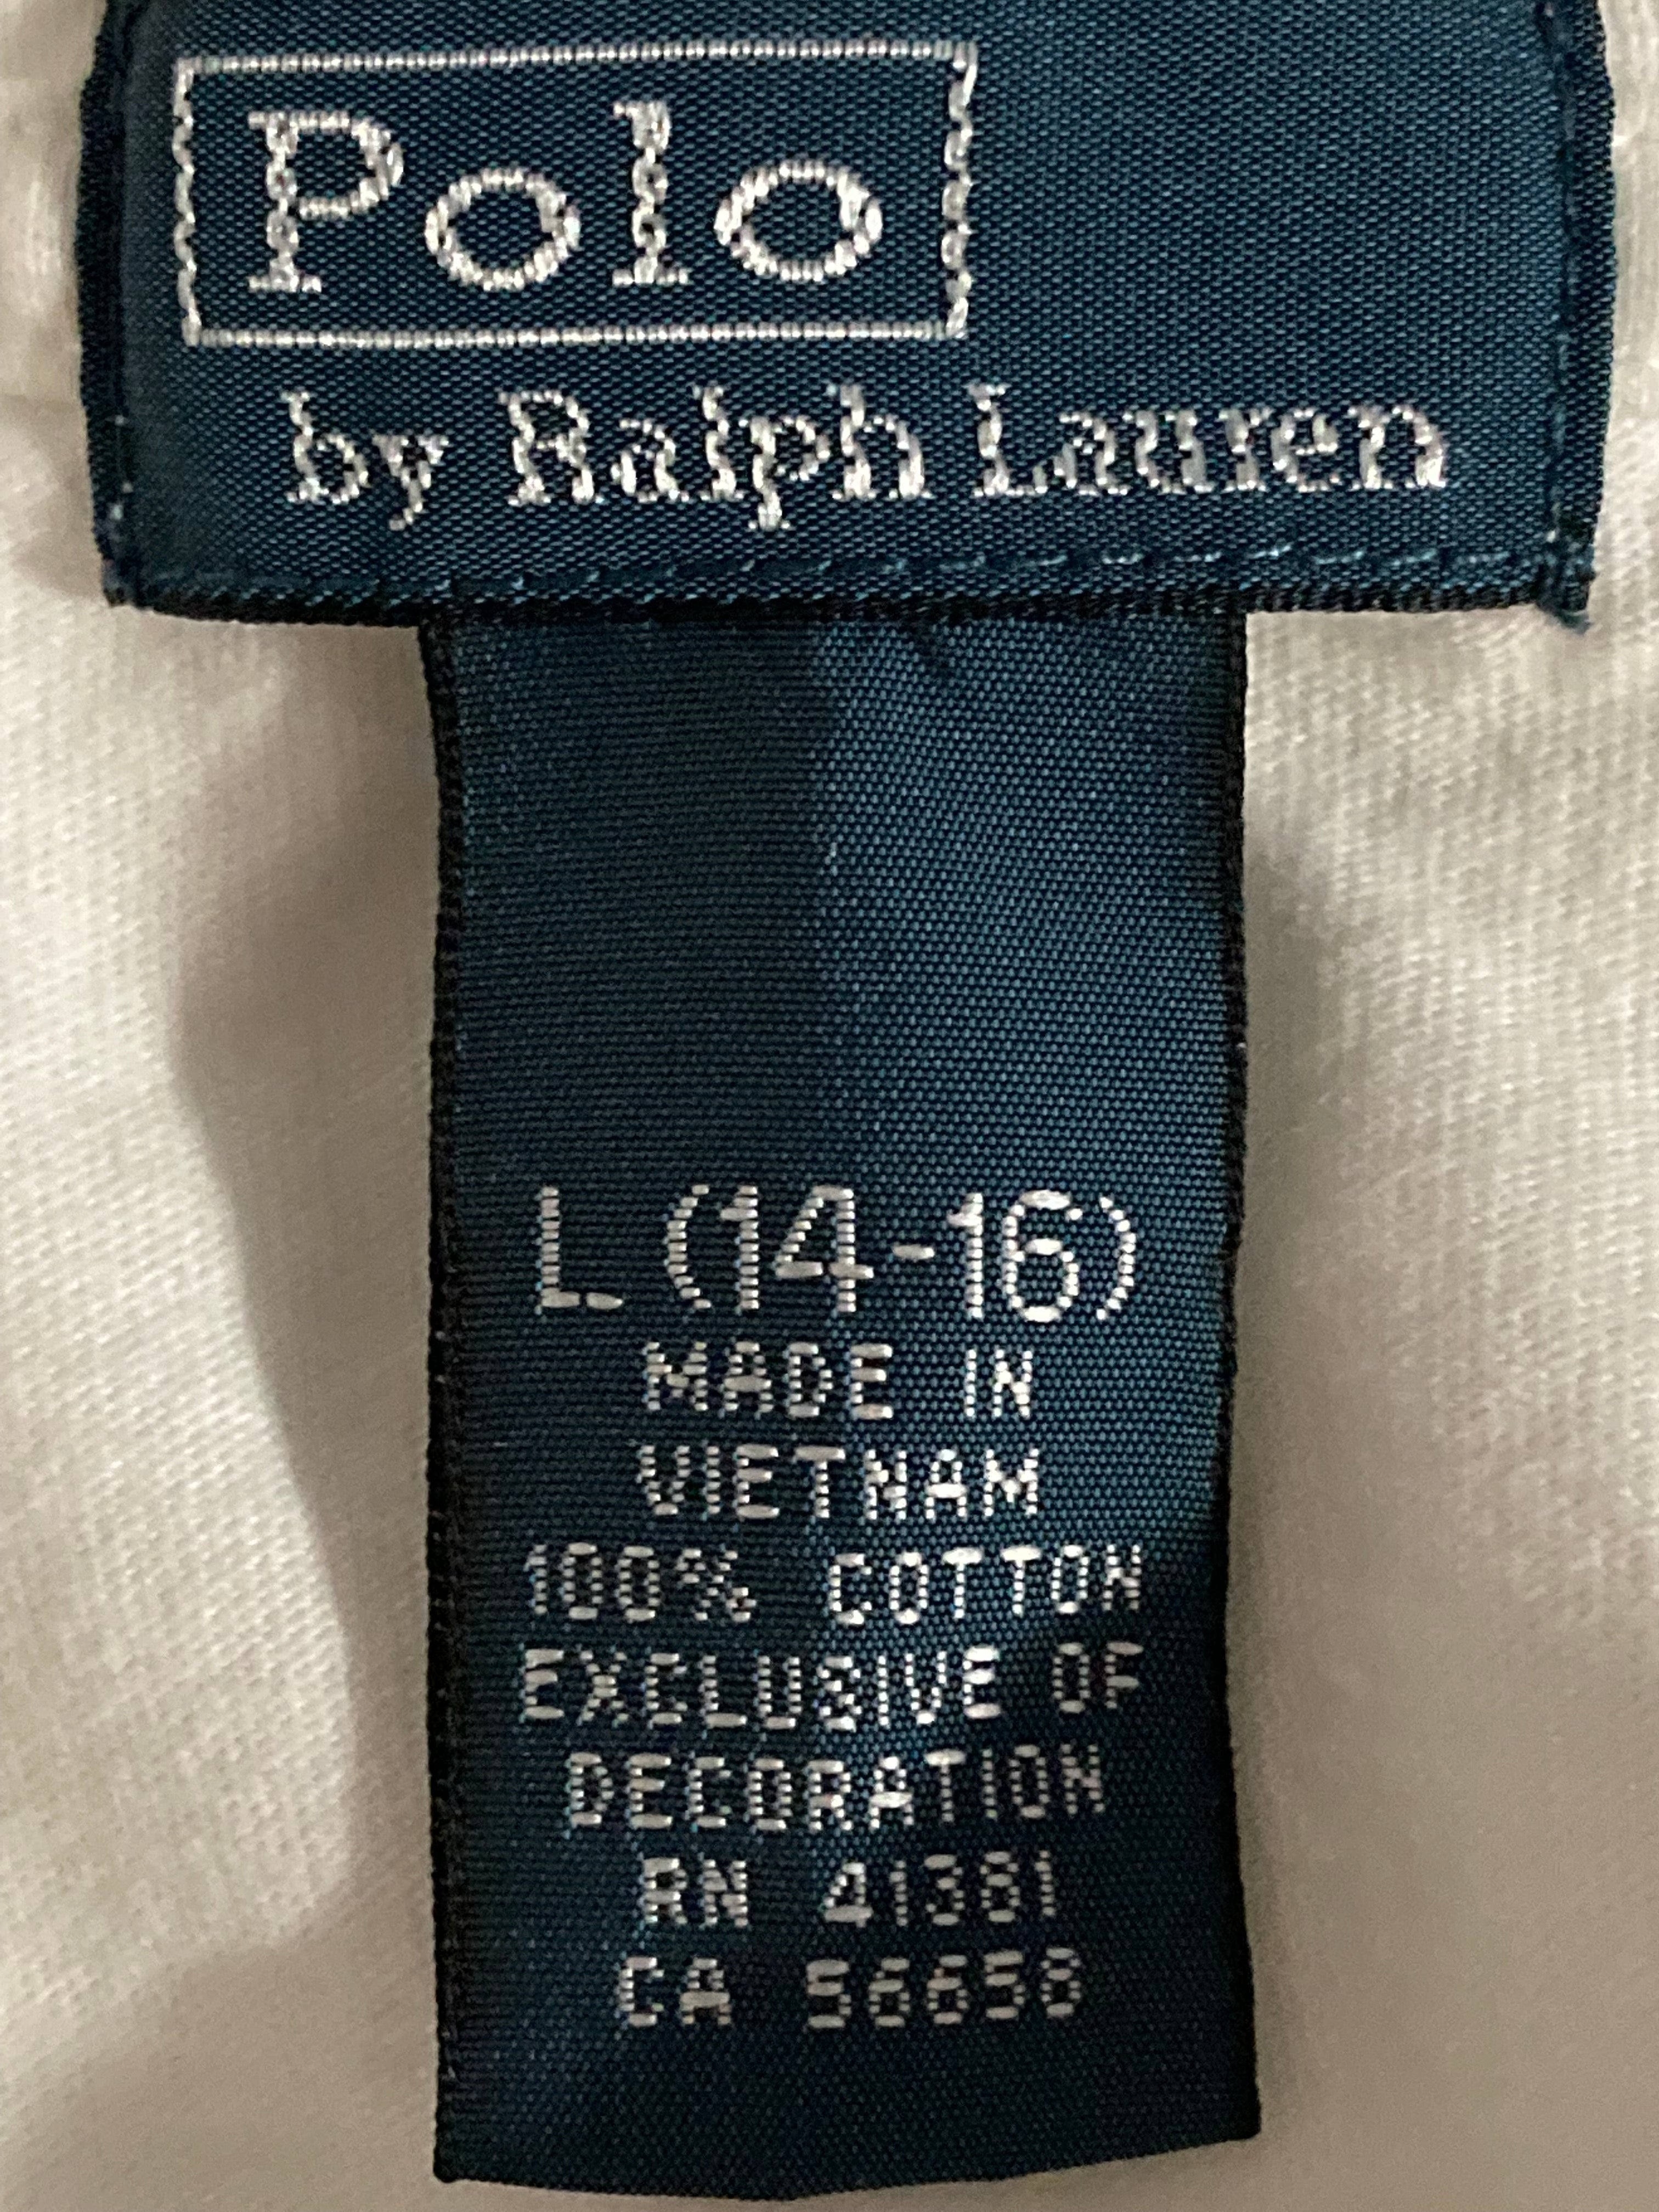 Polo
by Ralph Lauren
L (14-16)
MADE IN
VIETNAM
100% COTTON
EXCLUSIVE OF
DECORATION
RN 41381
CA 56658